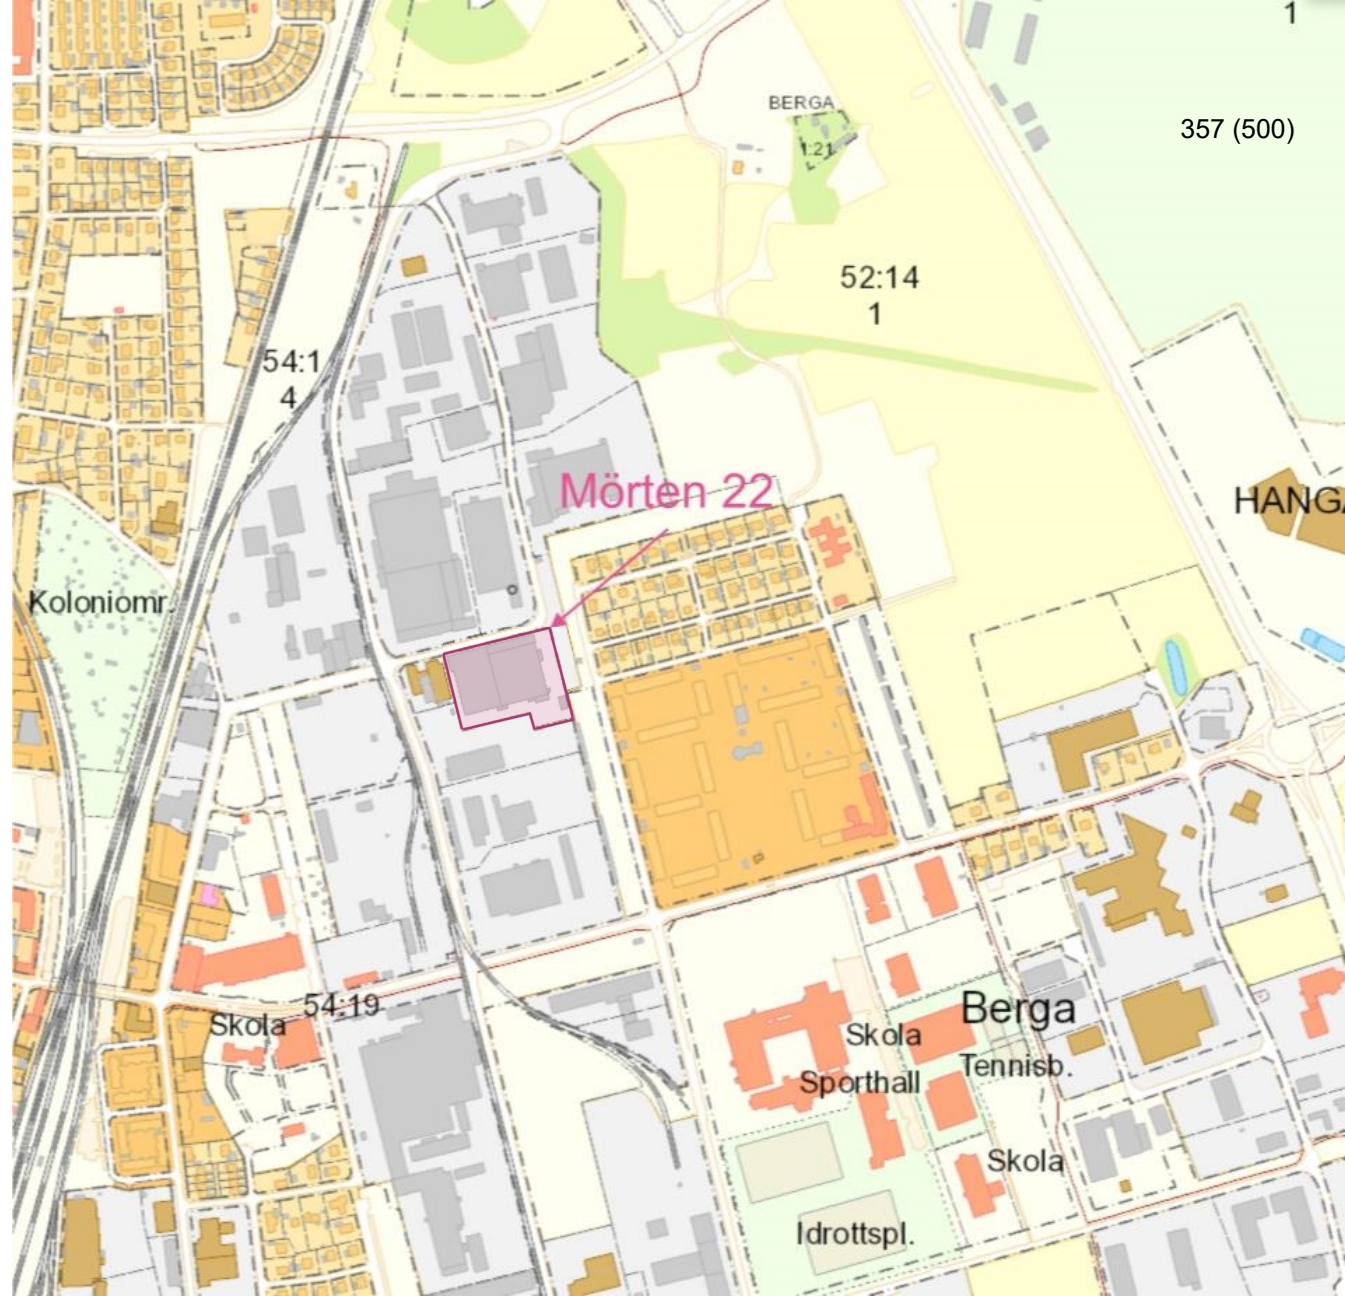 1
BERGA
357 (500)
1:21
52:14
1
54:1
4
Mörten 22
HANGA
Koloniomr.
54:19
Skola
Berga
Skola
Tennisb.
Sporthall
Skola
Idrottspl.